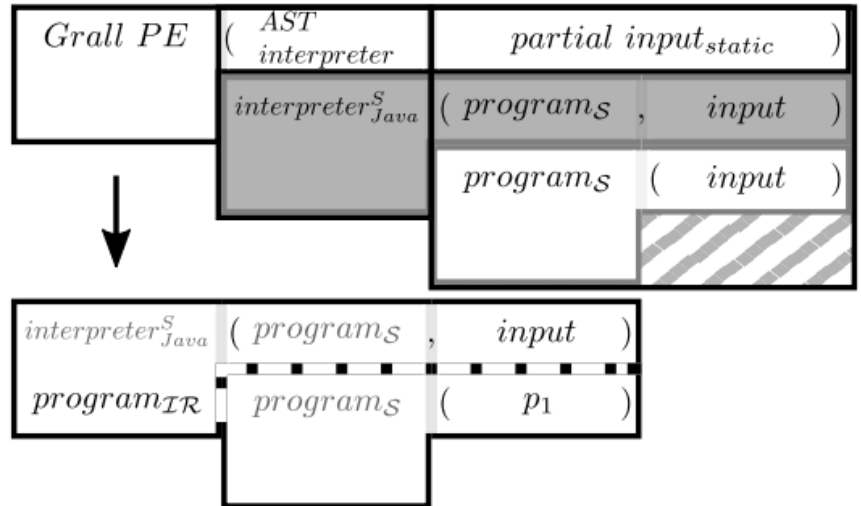 Grall PE ( AST interpreter partial input_static )
interpreter^S_Java ( program_S , input )
program_S ( input )
interpreter^S_Java ( program_S , input )
program_IR program_S ( p_1 )